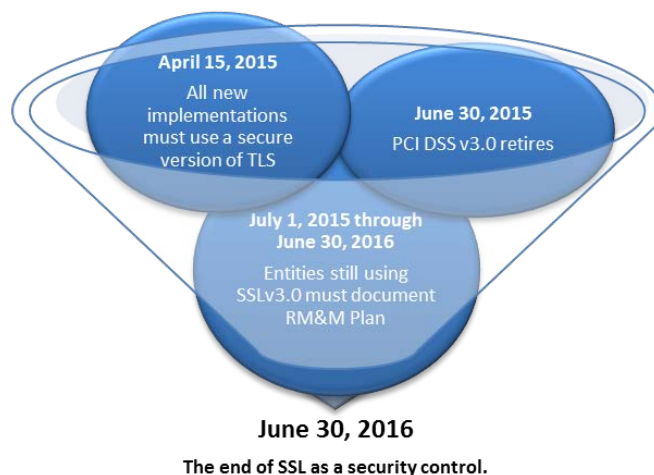 April 15, 2015
All new
implementations
must use a secure
version of TLS
June 30, 2015
PCI DSS v3.0 retires
July 1, 2015 through
June 30, 2016
Entities still using
SSLv3.0 must document
RM&M Plan
June 30, 2016
The end of SSL as a security control.